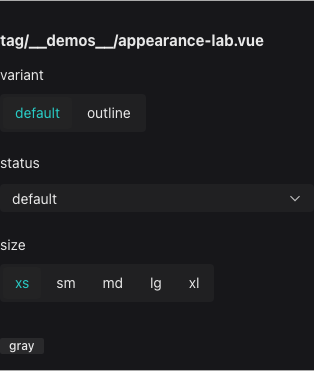 tag/__demos__/appearance-lab.vue
variant
default outline
status
default
size
xs sm md lg xl
gray